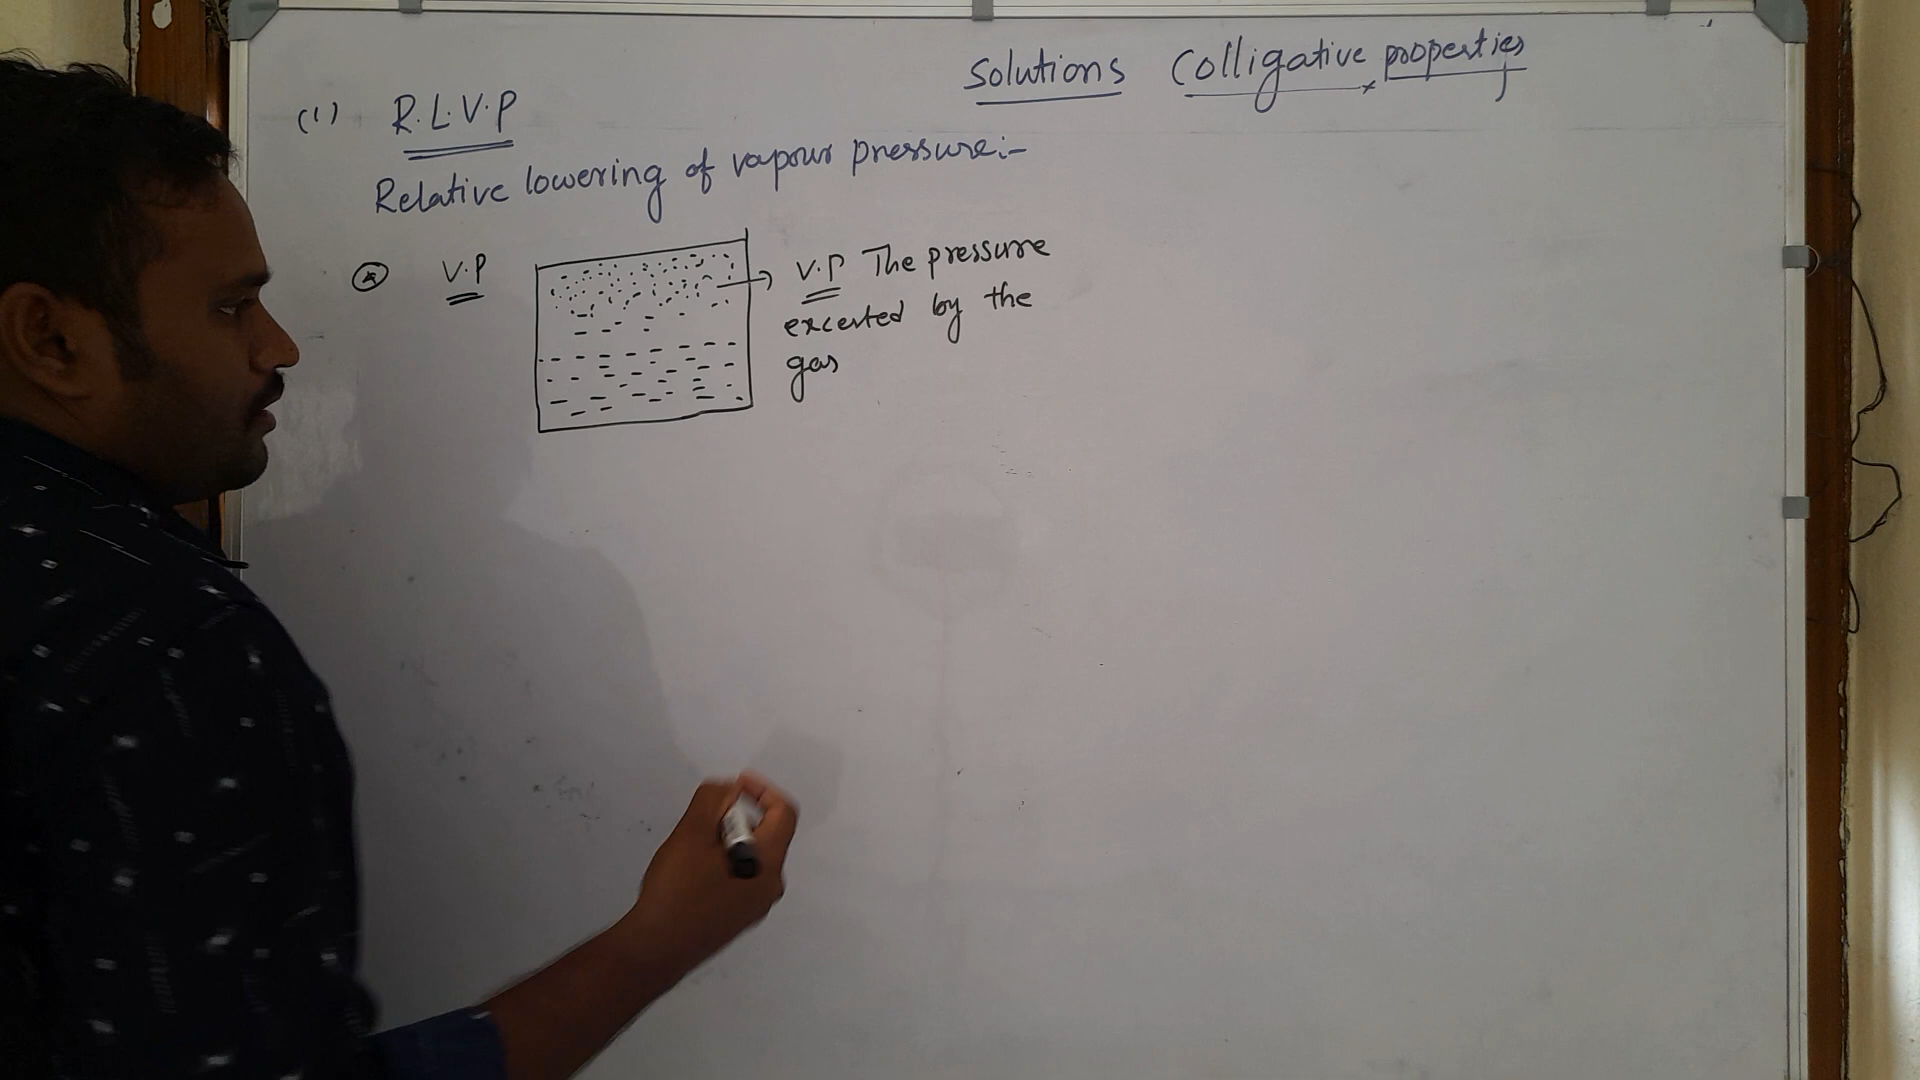 Solutions Colligative properties
(1) R.L.V.P
Relative lowering of vapour pressure:-
V.P
V.P The pressure
excerted by the
gas